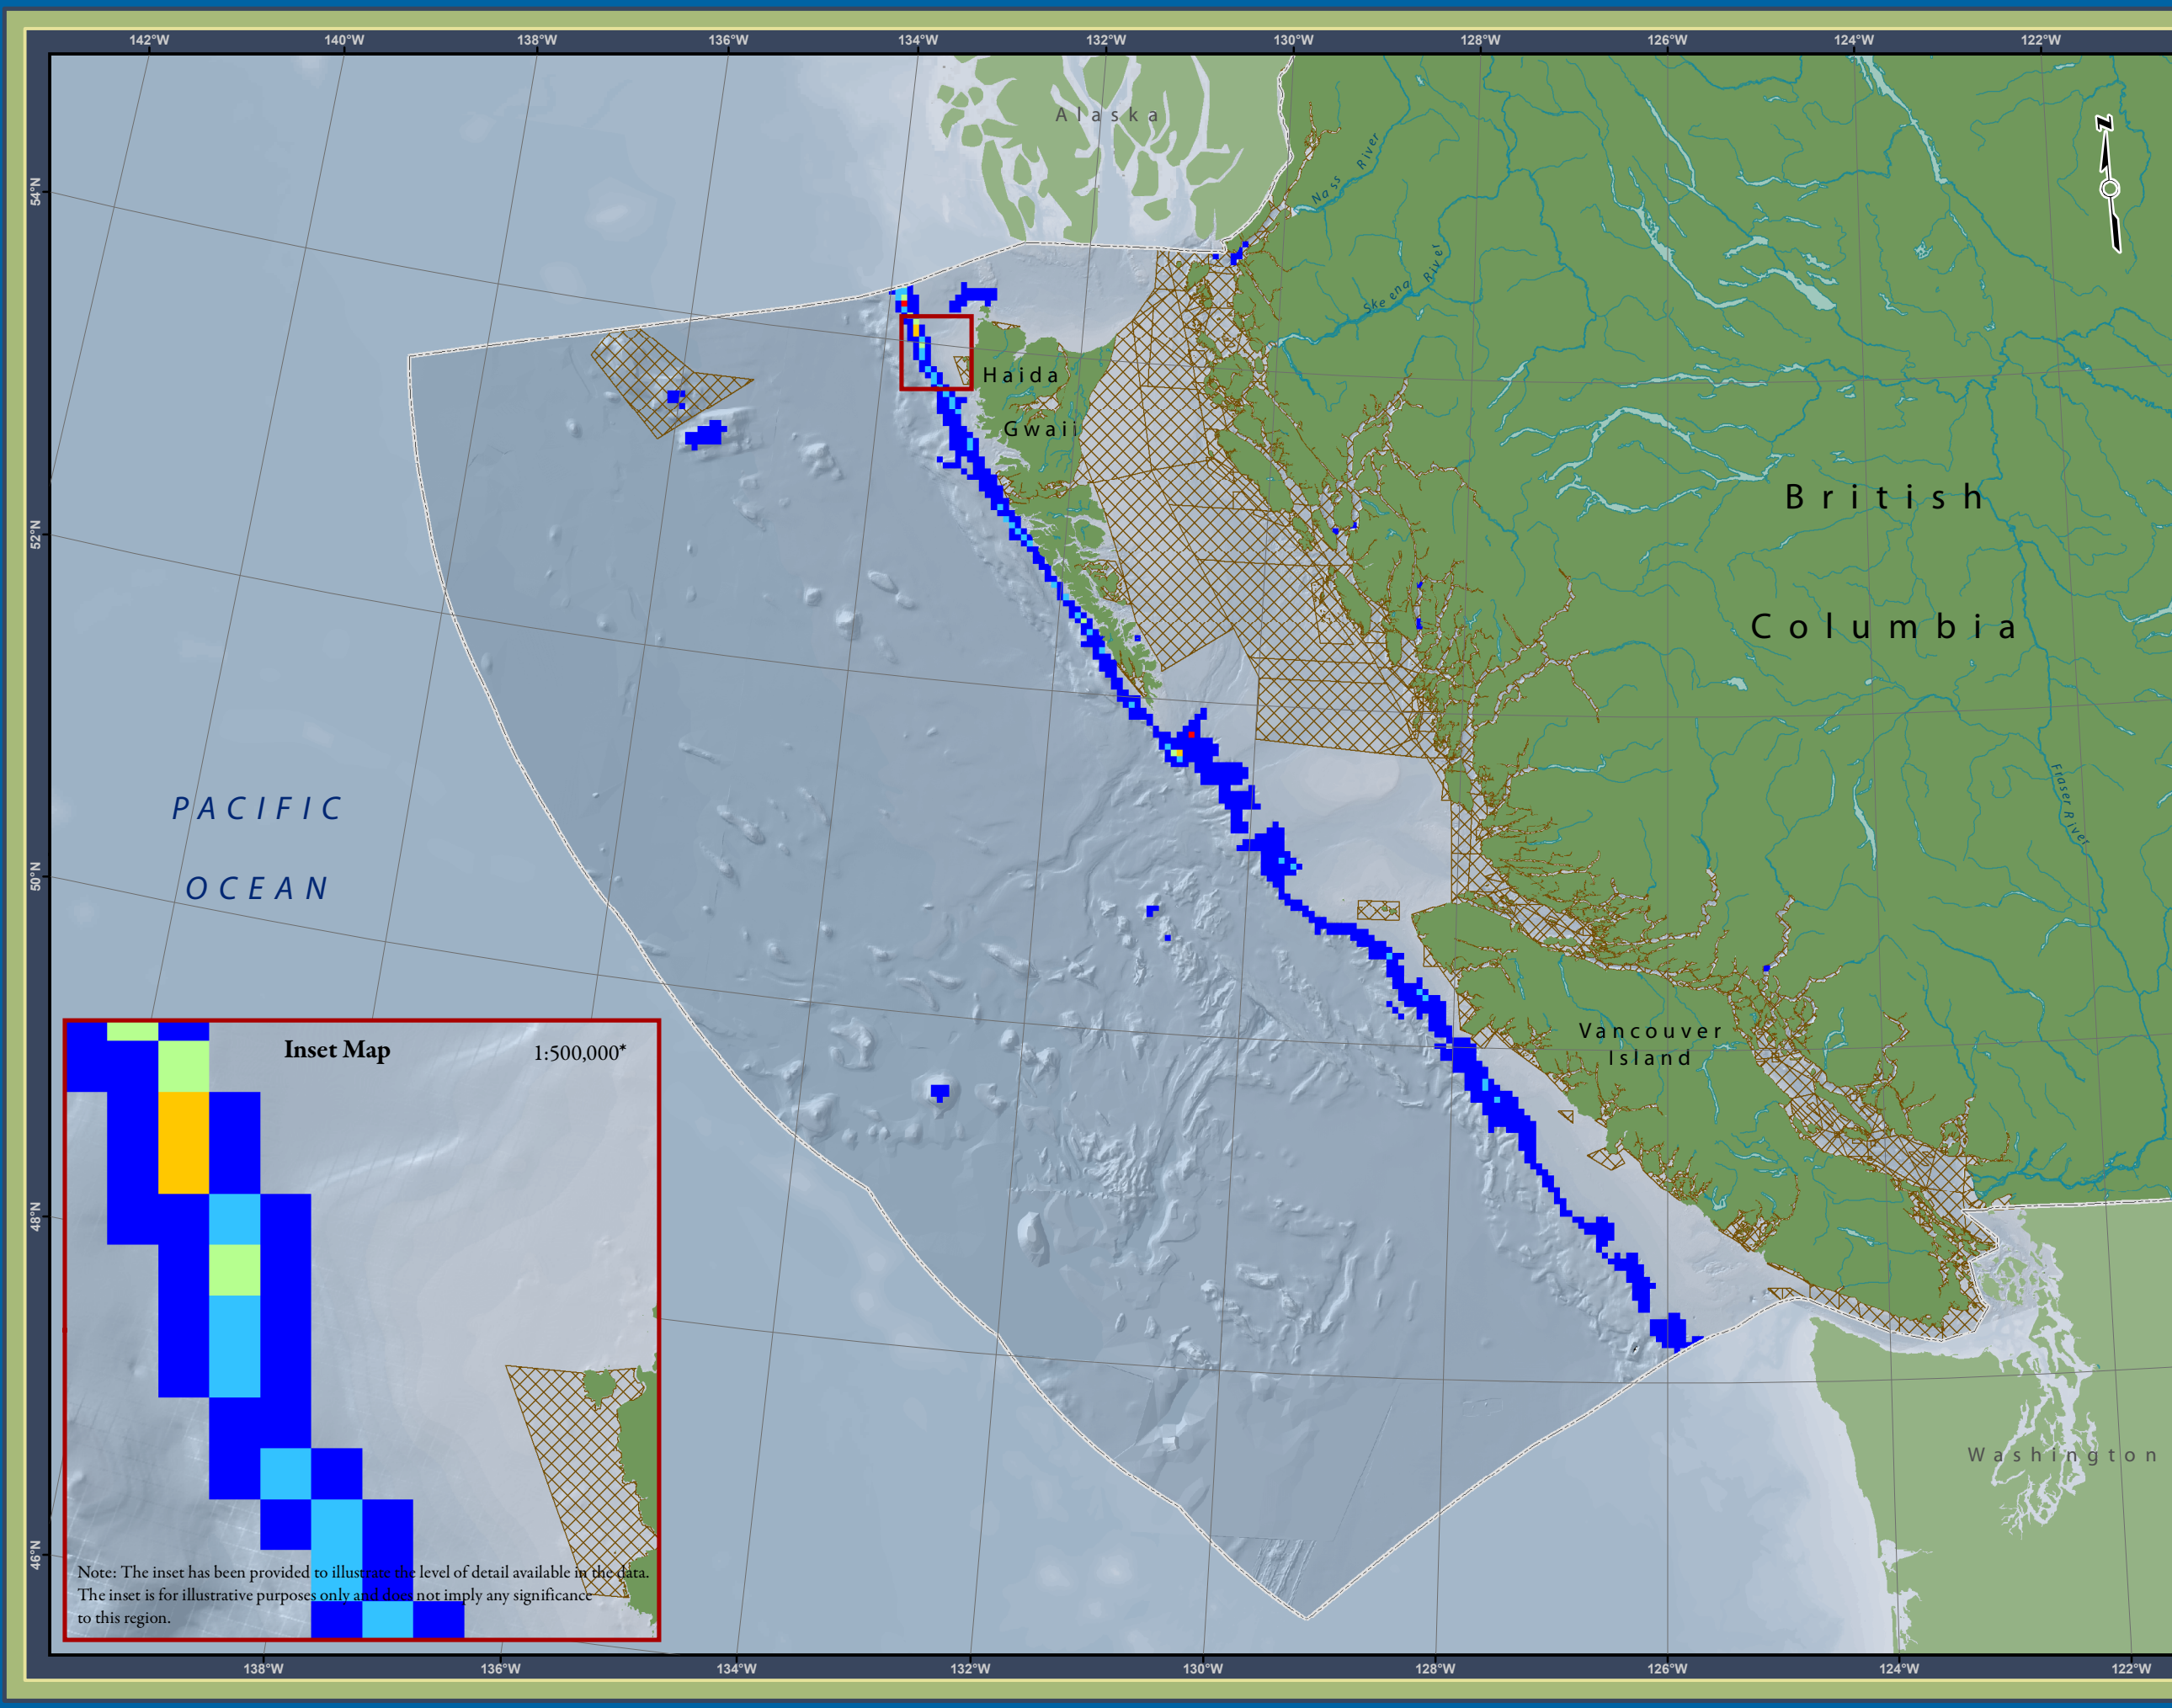 142°W 140°W 138°W 136°W 134°W 132°W 130°W 128°W 126°W 124°W 122°W
Alaska
N
Nass River
54°N
Skeena River
Haida
Gwaii
British
52°N
Columbia
PACIFIC
Fraser River
OCEAN
50°N
Vancouver
Island
Inset Map
1:500,000*
48°N
Washington
46°N
Note: The inset has been provided to illustrate the level of detail available in the data.
The inset is for illustrative purposes only and does not imply any significance
to this region.
138°W 136°W 134°W 132°W 130°W 128°W 126°W 124°W 122°W